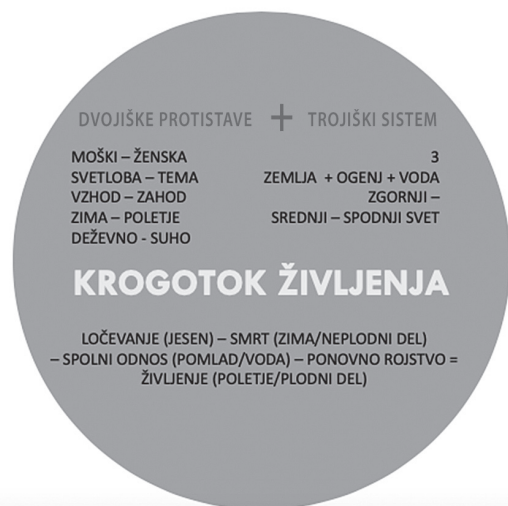 DVOJIŠKE PROTISTAVE + TROJIŠKI SISTEM
MOŠKI – ŽENSKA
SVETLOBA – TEMA
VZHOD – ZAHOD
ZIMA – POLETJE
DEŽEVNO - SUHO
3
ZEMLJA + OGENJ + VODA
ZGORNJI –
SREDNJI – SPODNJI SVET
KROGOTOK ŽIVLJENJA
LOČEVANJE (JESEN) – SMRT (ZIMA/NEPLODNI DEL)
– SPOLNI ODNOS (POMLAD/VODA) – PONOVNO ROJSTVO =
ŽIVLJENJE (POLETJE/PLODNI DEL)